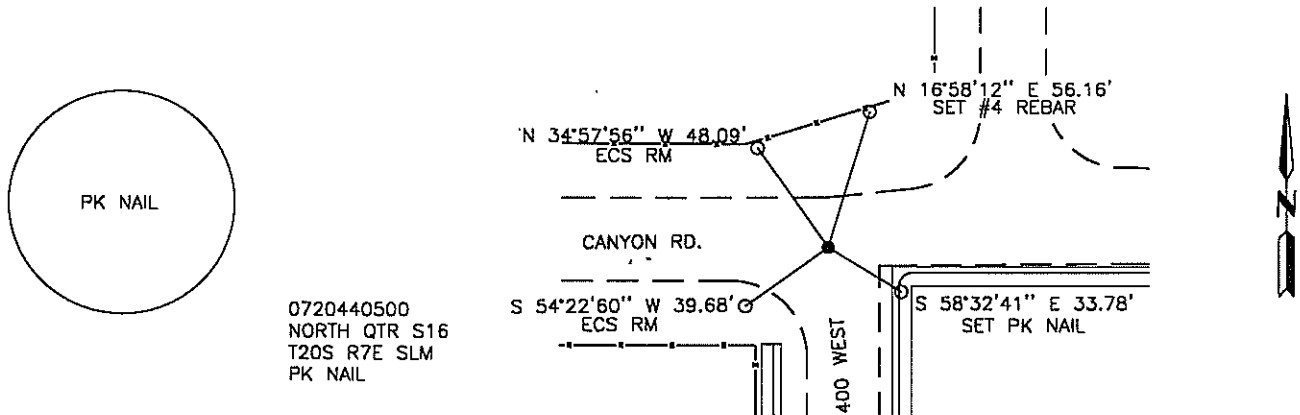 PK NAIL
0720440500
NORTH QTR S16
T20S R7E SLM
PK NAIL
N 16°58'12" E 56.16'
SET #4 REBAR
N 34°57'56" W 48.09'
ECS RM
CANYON RD.
S 54°22'60" W 39.68'
ECS RM
S 58°32'41" E 33.78'
SET PK NAIL
400 WEST
N